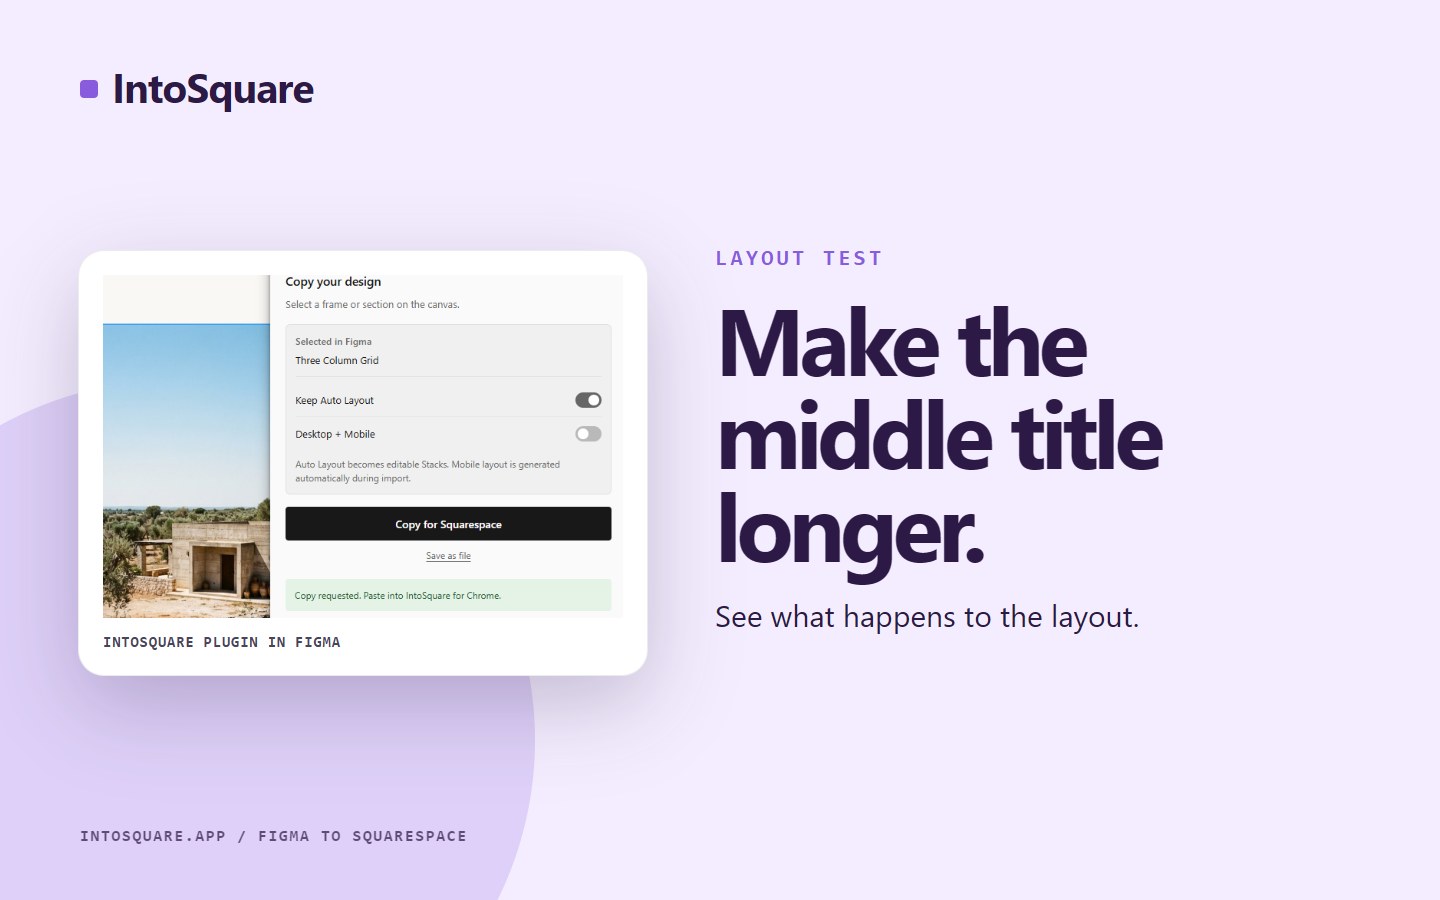 IntoSquare
Copy your design
Select a frame or section on the canvas.
Selected in Figma
Three Column Grid
Keep Auto Layout
Desktop + Mobile
Auto Layout becomes editable Stacks. Mobile layout is generated
automatically during import.
Copy for Squarespace
Save as file
Copy requested. Paste into IntoSquare for Chrome.
INTOSQUARE PLUGIN IN FIGMA
LAYOUT TEST
Make the
middle title
longer.
See what happens to the layout.
INTOSQUARE.APP / FIGMA TO SQUARESPACE